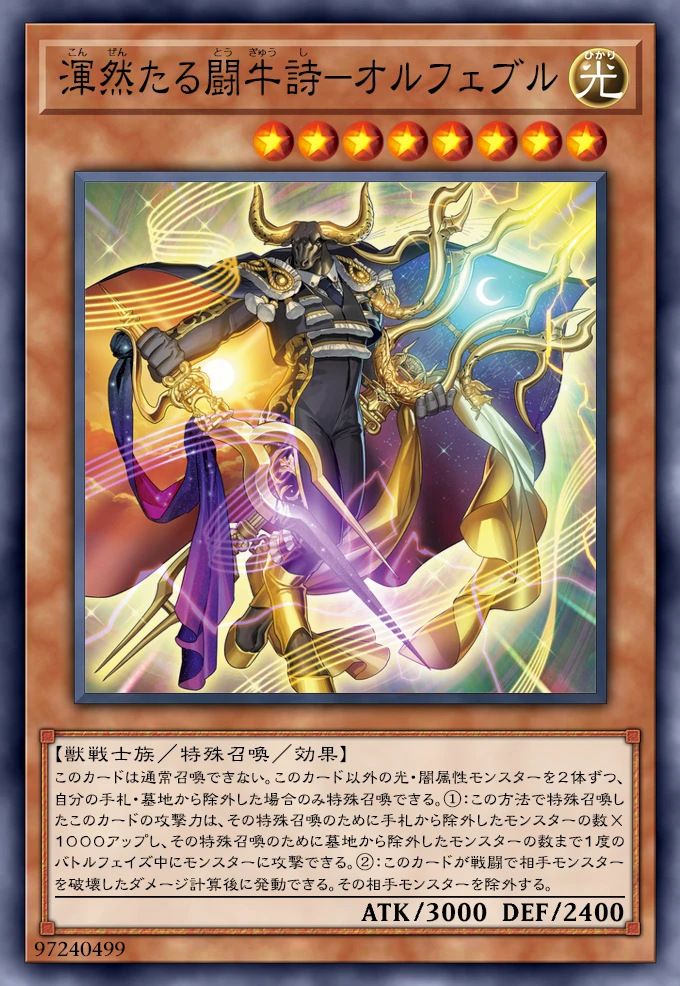 こんぜん とうぎゅうし
渾然たる闘牛詩－オルフェブル
ひかり
光
【獣戦士族／特殊召喚／効果】
このカードは通常召喚できない。このカード以外の光・闇属性モンスターを２体ずつ、
自分の手札・墓地から除外した場合のみ特殊召喚できる。①：この方法で特殊召喚し
たこのカードの攻撃力は、その特殊召喚のために手札から除外したモンスターの数×
１０００アップし、その特殊召喚のために墓地から除外したモンスターの数まで１度の
バトルフェイズ中にモンスターに攻撃できる。②：このカードが戦闘で相手モンスター
を破壊したダメージ計算後に発動できる。その相手モンスターを除外する。
ATK/3000 DEF/2400
97240499